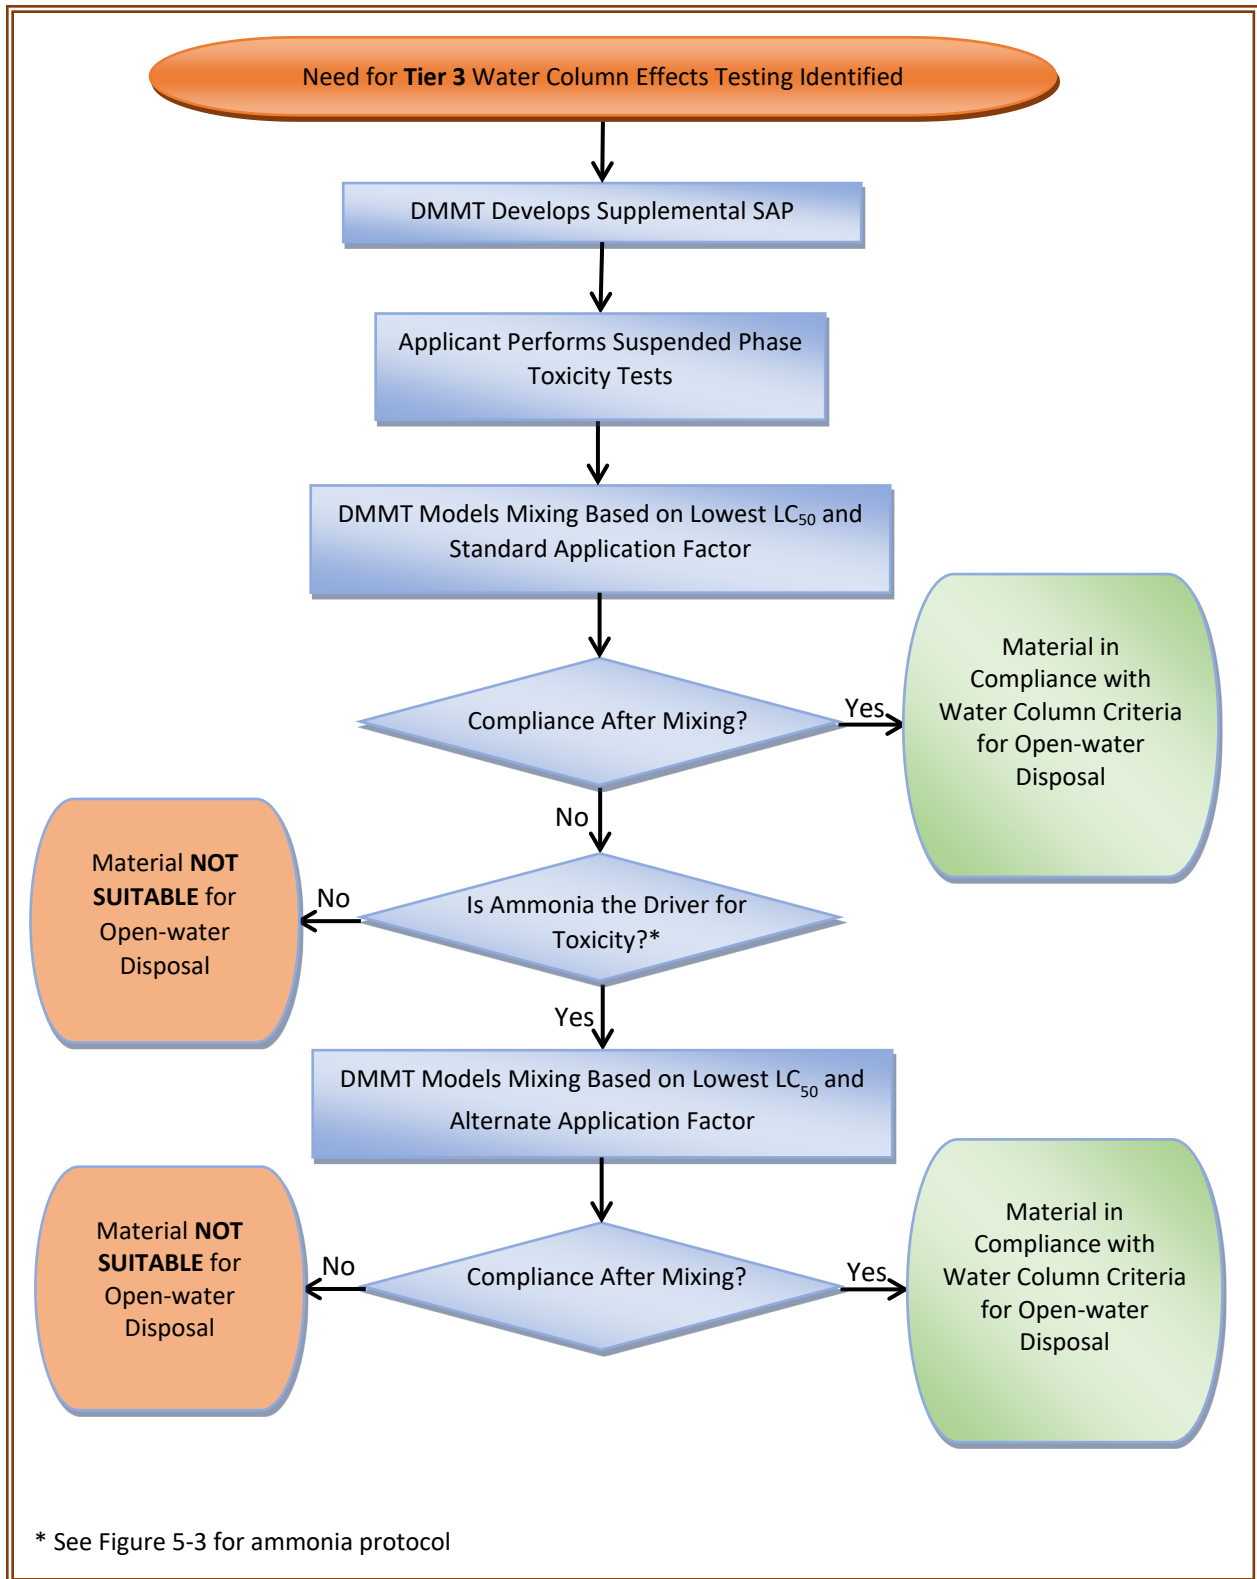 Need for Tier 3 Water Column Effects Testing Identified
DMMT Develops Supplemental SAP
Applicant Performs Suspended Phase
Toxicity Tests
DMMT Models Mixing Based on Lowest LC50 and
Standard Application Factor
Compliance After Mixing?
Yes
Material in
Compliance with
Water Column Criteria
for Open-water
Disposal
No
Is Ammonia the Driver for
Toxicity?*
No
Material NOT
SUITABLE for
Open-water
Disposal
Yes
DMMT Models Mixing Based on Lowest LC50 and
Alternate Application Factor
Compliance After Mixing?
No
Material NOT
SUITABLE for
Open-water
Disposal
Yes
Material in
Compliance with
Water Column Criteria
for Open-water
Disposal
* See Figure 5-3 for ammonia protocol